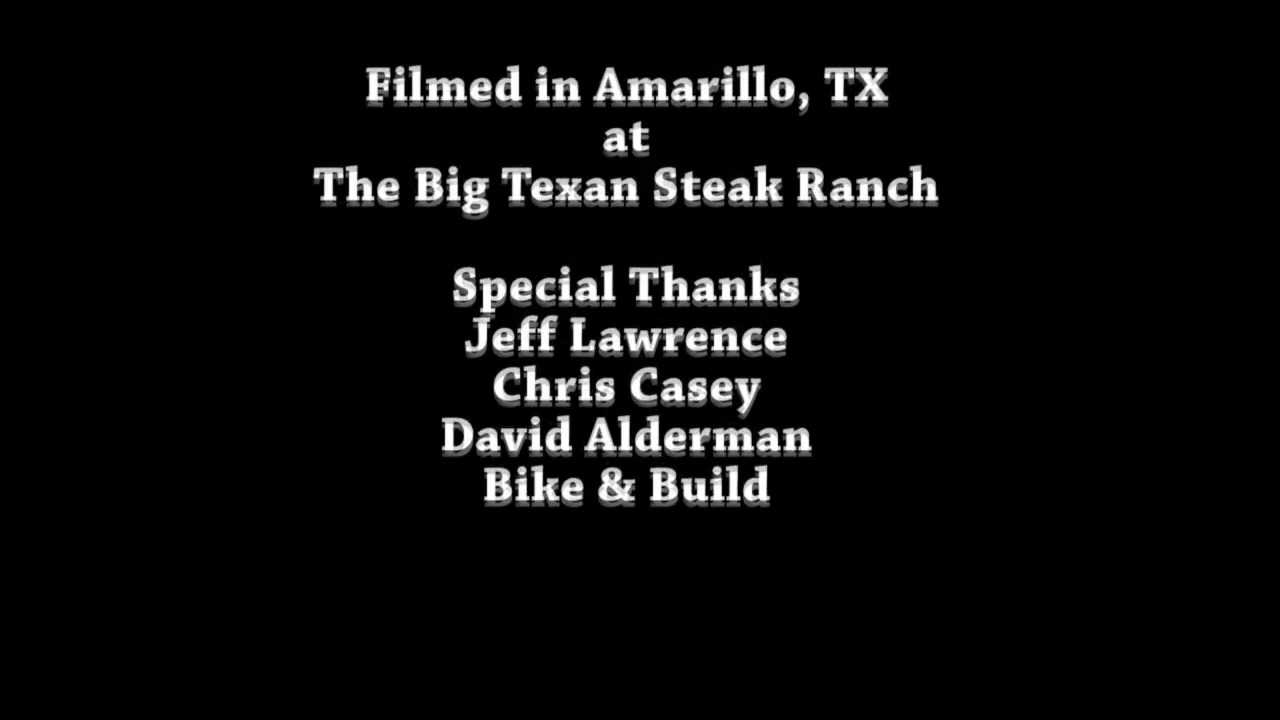 Filmed in Amarillo, TX
at
The Big Texan Steak Ranch
Special Thanks
Jeff Lawrence
Chris Casey
David Alderman
Bike & Build